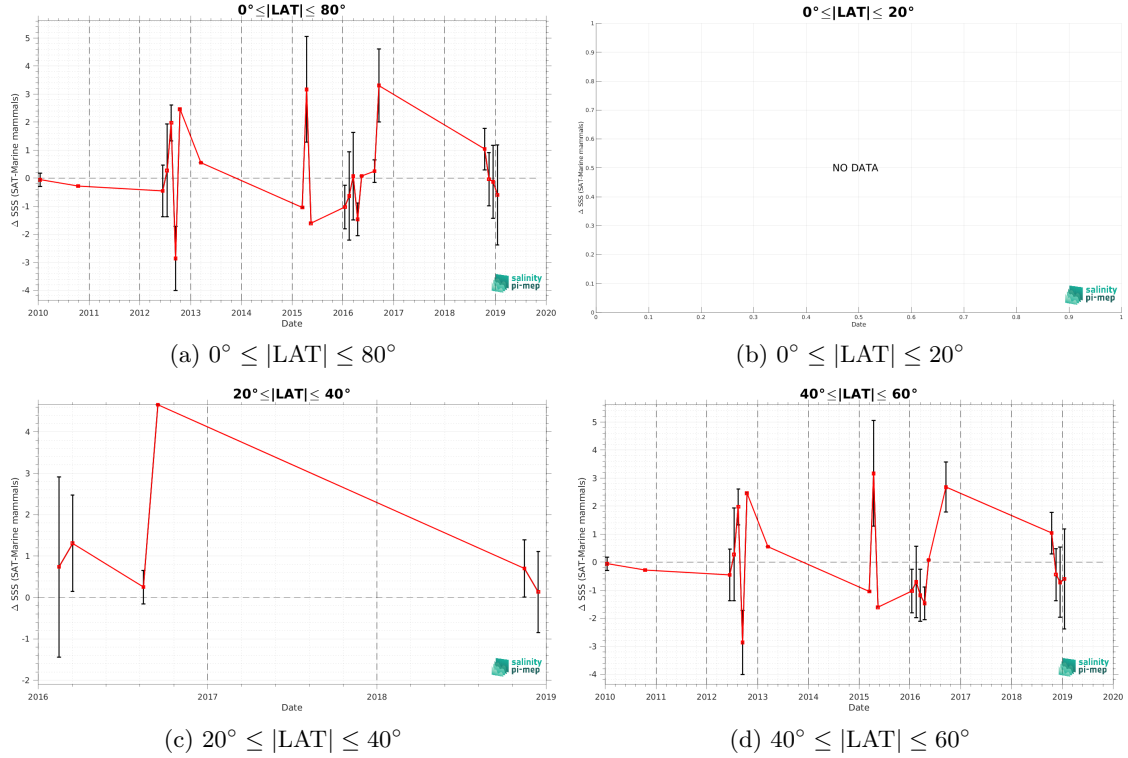 0°≤|LAT|≤ 80°
Δ SSS (SAT-Marine mammals)
5
4
3
2
1
0
-1
-2
-3
-4
2010 2011 2012 2013 2014 2015 2016 2017 2018 2019 2020
Date
salinity
pi-mep
(a) 0° ≤ |LAT| ≤ 80°
0°≤|LAT|≤ 20°
Δ SSS (SAT-Marine mammals)
1
0.9
0.8
0.7
0.6
0.5
0.4
0.3
0.2
0.1
0
NO DATA
0 0.1 0.2 0.3 0.4 0.5 0.6 0.7 0.8 0.9 1
Date
salinity
pi-mep
(b) 0° ≤ |LAT| ≤ 20°
20°≤|LAT|≤ 40°
Δ SSS (SAT-Marine mammals)
4
3
2
1
0
-1
-2
2016 2017 2018 2019
Date
salinity
pi-mep
(c) 20° ≤ |LAT| ≤ 40°
40°≤|LAT|≤ 60°
Δ SSS (SAT-Marine mammals)
5
4
3
2
1
0
-1
-2
-3
-4
2010 2011 2012 2013 2014 2015 2016 2017 2018 2019 2020
Date
salinity
pi-mep
(d) 40° ≤ |LAT| ≤ 60°